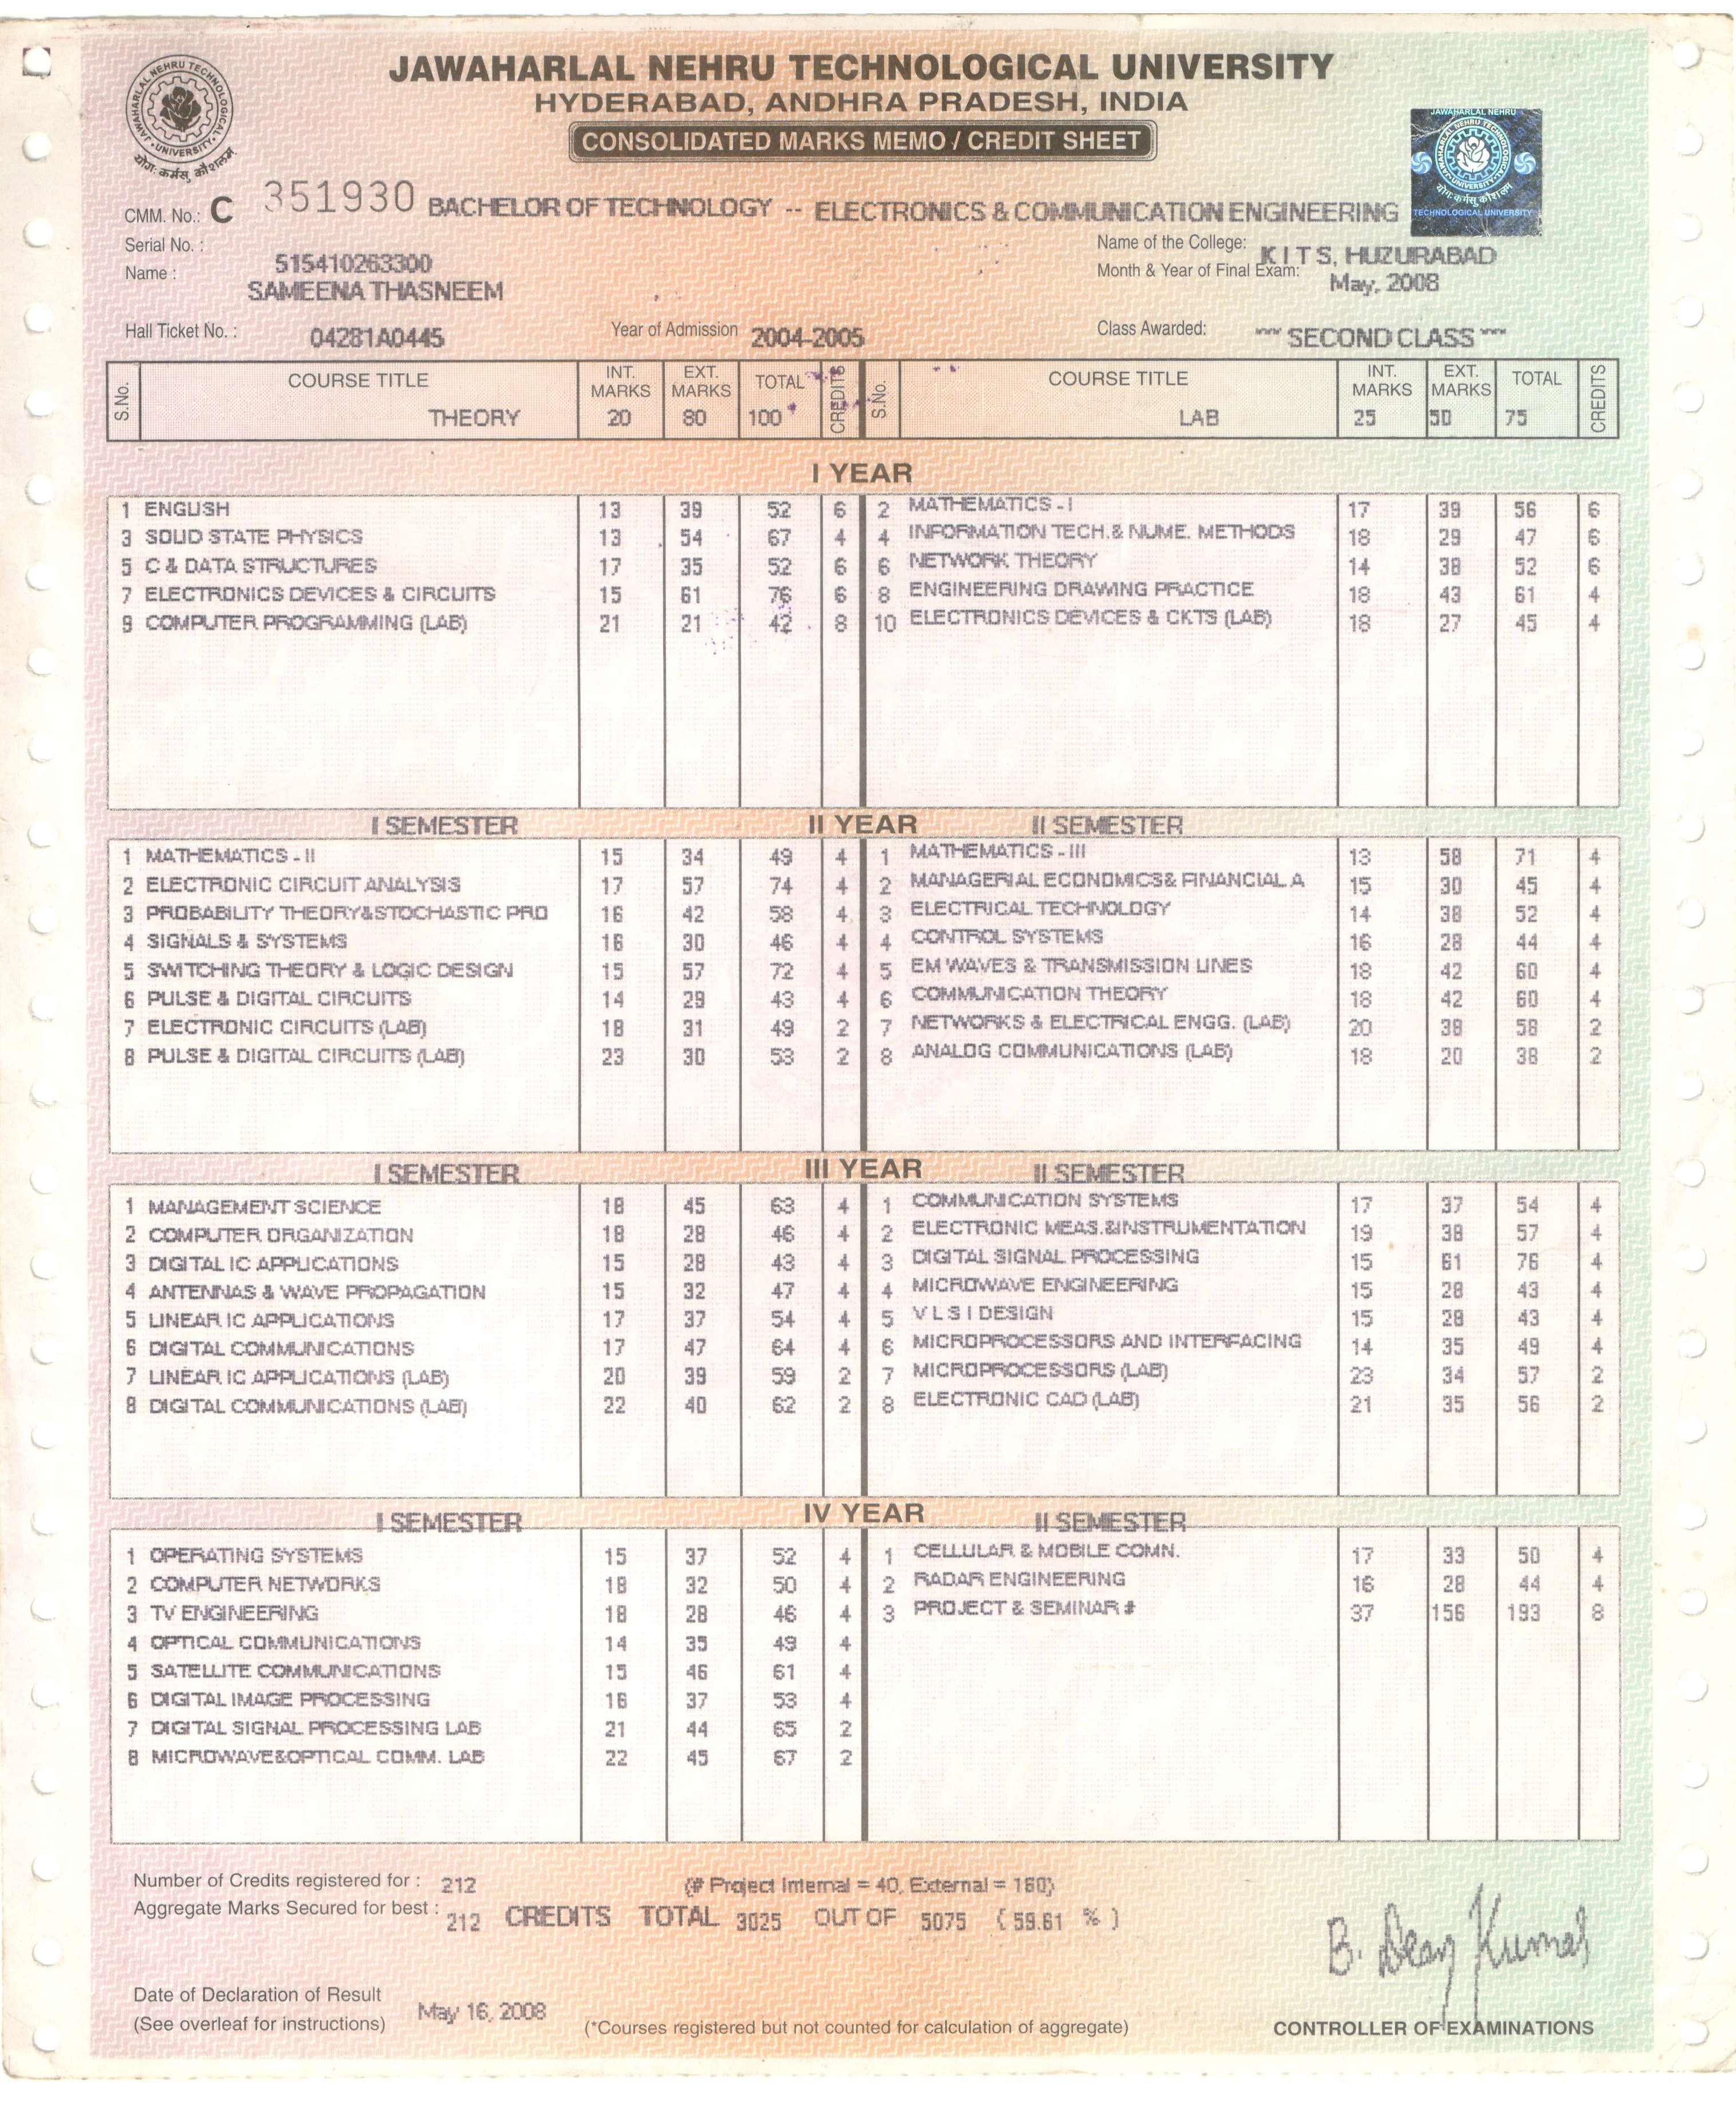 JAWAHARLAL NEHRU TECHNOLOGICAL UNIVERSITY
HYDERABAD, ANDHRA PRADESH, INDIA
CONSOLIDATED MARKS MEMO / CREDIT SHEET
JAWAHARLAL NEHRU TECHNOLOGICAL UNIVERSITY
योगः कर्मसु कौशलम्
JAWAHARLAL NEHRU
TECHNOLOGICAL UNIVERSITY
CMM. No.: C 351930 BACHELOR OF TECHNOLOGY -- ELECTRONICS & COMMUNICATION ENGINEERING
Serial No. : 515410263300 Name of the College: K I T S, HUZURABAD
Name : SAMEENA THASNEEM Month & Year of Final Exam: May, 2008
Hall Ticket No. : 04281A0445 Year of Admission 2004-2005 Class Awarded: *** SECOND CLASS ***
S.No. COURSE TITLE INT. MARKS EXT. MARKS TOTAL CREDITS S.No. COURSE TITLE INT. MARKS EXT. MARKS TOTAL CREDITS
THEORY 20 80 100 LAB 25 50 75
I YEAR
1 ENGLISH 13 39 52 6 2 MATHEMATICS - I 17 39 56 6
3 SOLID STATE PHYSICS 13 54 67 4 4 INFORMATION TECH.& NUME. METHODS 18 29 47 6
5 C & DATA STRUCTURES 17 35 52 6 6 NETWORK THEORY 14 38 52 6
7 ELECTRONICS DEVICES & CIRCUITS 15 61 76 6 8 ENGINEERING DRAWING PRACTICE 18 43 61 4
9 COMPUTER PROGRAMMING (LAB) 21 21 42 8 10 ELECTRONICS DEVICES & CKTS (LAB) 18 27 45 4
I SEMESTER II YEAR II SEMESTER
1 MATHEMATICS - II 15 34 49 4 1 MATHEMATICS - III 13 58 71 4
2 ELECTRONIC CIRCUIT ANALYSIS 17 57 74 4 2 MANAGERIAL ECONOMICS& FINANCIAL A 15 30 45 4
3 PROBABILITY THEORY&STOCHASTIC PRO 16 42 58 4 3 ELECTRICAL TECHNOLOGY 14 38 52 4
4 SIGNALS & SYSTEMS 16 30 46 4 4 CONTROL SYSTEMS 16 28 44 4
5 SWITCHING THEORY & LOGIC DESIGN 15 57 72 4 5 EM WAVES & TRANSMISSION LINES 18 42 60 4
6 PULSE & DIGITAL CIRCUITS 14 29 43 4 6 COMMUNICATION THEORY 18 42 60 4
7 ELECTRONIC CIRCUITS (LAB) 18 31 49 2 7 NETWORKS & ELECTRICAL ENGG. (LAB) 20 38 58 2
8 PULSE & DIGITAL CIRCUITS (LAB) 23 30 53 2 8 ANALOG COMMUNICATIONS (LAB) 18 20 38 2
I SEMESTER III YEAR II SEMESTER
1 MANAGEMENT SCIENCE 18 45 63 4 1 COMMUNICATION SYSTEMS 17 37 54 4
2 COMPUTER ORGANIZATION 18 28 46 4 2 ELECTRONIC MEAS.&INSTRUMENTATION 19 38 57 4
3 DIGITAL IC APPLICATIONS 15 28 43 4 3 DIGITAL SIGNAL PROCESSING 15 61 76 4
4 ANTENNAS & WAVE PROPAGATION 15 32 47 4 4 MICROWAVE ENGINEERING 15 28 43 4
5 LINEAR IC APPLICATIONS 17 37 54 4 5 V L S I DESIGN 15 28 43 4
6 DIGITAL COMMUNICATIONS 17 47 64 4 6 MICROPROCESSORS AND INTERFACING 14 35 49 4
7 LINEAR IC APPLICATIONS (LAB) 20 39 59 2 7 MICROPROCESSORS (LAB) 23 34 57 2
8 DIGITAL COMMUNICATIONS (LAB) 22 40 62 2 8 ELECTRONIC CAD (LAB) 21 35 56 2
I SEMESTER IV YEAR II SEMESTER
1 OPERATING SYSTEMS 15 37 52 4 1 CELLULAR & MOBILE COMN. 17 33 50 4
2 COMPUTER NETWORKS 18 32 50 4 2 RADAR ENGINEERING 16 28 44 4
3 TV ENGINEERING 18 28 46 4 3 PROJECT & SEMINAR # 37 156 193 8
4 OPTICAL COMMUNICATIONS 14 35 49 4
5 SATELLITE COMMUNICATIONS 15 46 61 4
6 DIGITAL IMAGE PROCESSING 16 37 53 4
7 DIGITAL SIGNAL PROCESSING LAB 21 44 65 2
8 MICROWAVE&OPTICAL COMM. LAB 22 45 67 2
Number of Credits registered for : 212 (# Project Internal = 40, External = 160)
Aggregate Marks Secured for best : 212 CREDITS TOTAL 3025 OUT OF 5075 ( 59.61 % )
B. Kumar
Date of Declaration of Result May 16, 2008
(See overleaf for instructions) (*Courses registered but not counted for calculation of aggregate) CONTROLLER OF EXAMINATIONS